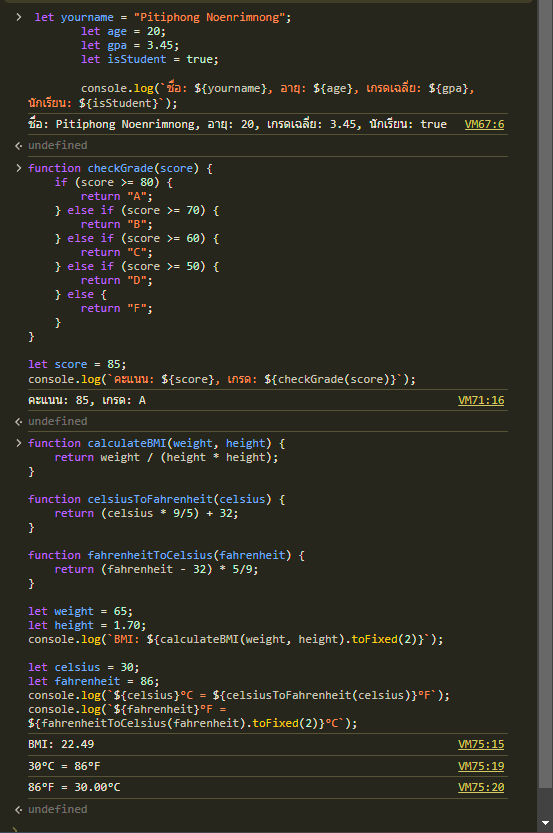 let yourname = "Pitiphong Noenrimnong";
        let age = 20;
        let gpa = 3.45;
        let isStudent = true;

        console.log(`ชื่อ: ${yourname}, อายุ: ${age}, เกรดเฉลี่ย: ${gpa},
นักเรียน: ${isStudent}`);
ชื่อ: Pitiphong Noenrimnong, อายุ: 20, เกรดเฉลี่ย: 3.45, นักเรียน: true VM67:6
undefined
function checkGrade(score) {
    if (score >= 80) {
        return "A";
    } else if (score >= 70) {
        return "B";
    } else if (score >= 60) {
        return "C";
    } else if (score >= 50) {
        return "D";
    } else {
        return "F";
    }
}

let score = 85;
console.log(`คะแนน: ${score}, เกรด: ${checkGrade(score)}`);
คะแนน: 85, เกรด: A VM71:16
undefined
function calculateBMI(weight, height) {
    return weight / (height * height);
}

function celsiusToFahrenheit(celsius) {
    return (celsius * 9/5) + 32;
}

function fahrenheitToCelsius(fahrenheit) {
    return (fahrenheit - 32) * 5/9;
}

let weight = 65;
let height = 1.70;
console.log(`BMI: ${calculateBMI(weight, height).toFixed(2)}`);

let celsius = 30;
let fahrenheit = 86;
console.log(`${celsius}°C = ${celsiusToFahrenheit(celsius)}°F`);
console.log(`${fahrenheit}°F =
${fahrenheitToCelsius(fahrenheit).toFixed(2)}°C`);
BMI: 22.49 VM75:15
30°C = 86°F VM75:19
86°F = 30.00°C VM75:20
undefined